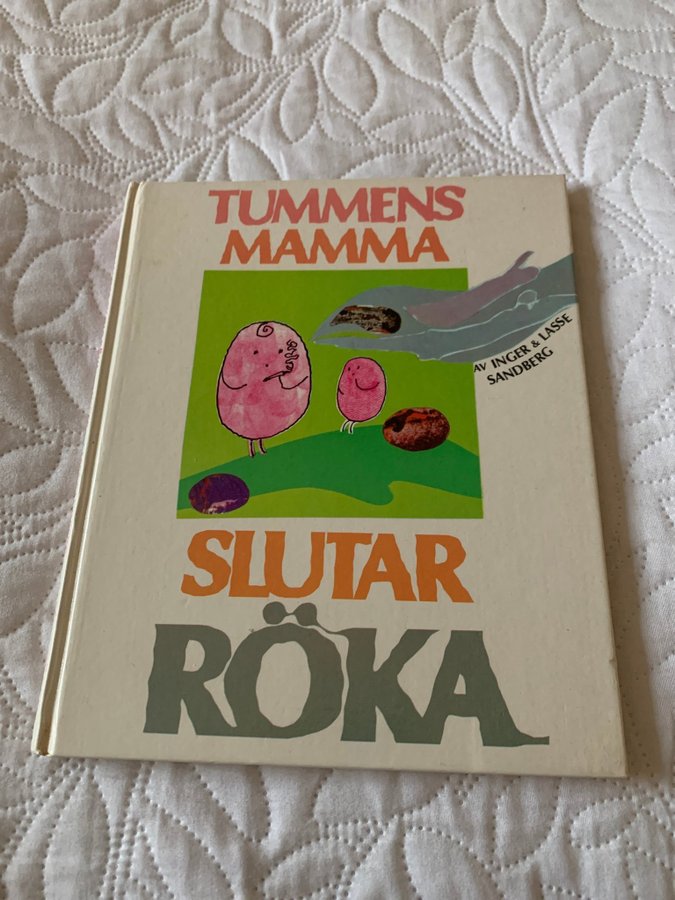 TUMMENS
MAMMA
AV INGER & LASSE
SANDBERG
SLUTAR
RÖKA